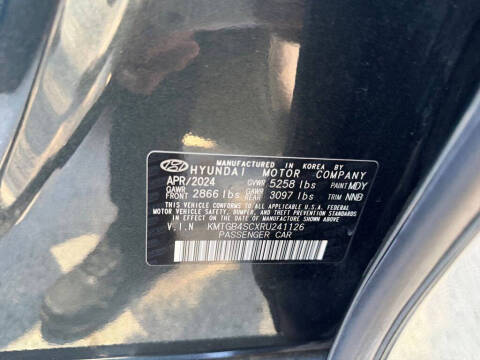 MANUFACTURED IN KOREA BY
HYUNDAI MOTOR COMPANY
APR/2024 GVWR 5258 lbs PAINT MDY
GAWR FRONT 2866 lbs GAWR REAR 3097 lbs TRIM NNB
THIS VEHICLE CONFORMS TO ALL APPLICABLE U.S.A. FEDERAL
MOTOR VEHICLE SAFETY, BUMPER, AND THEFT PREVENTION STANDARDS
IN EFFECT ON THE DATE OF MANUFACTURE SHOWN ABOVE
V.I.N KMTGB4SCXRU241126
PASSENGER CAR